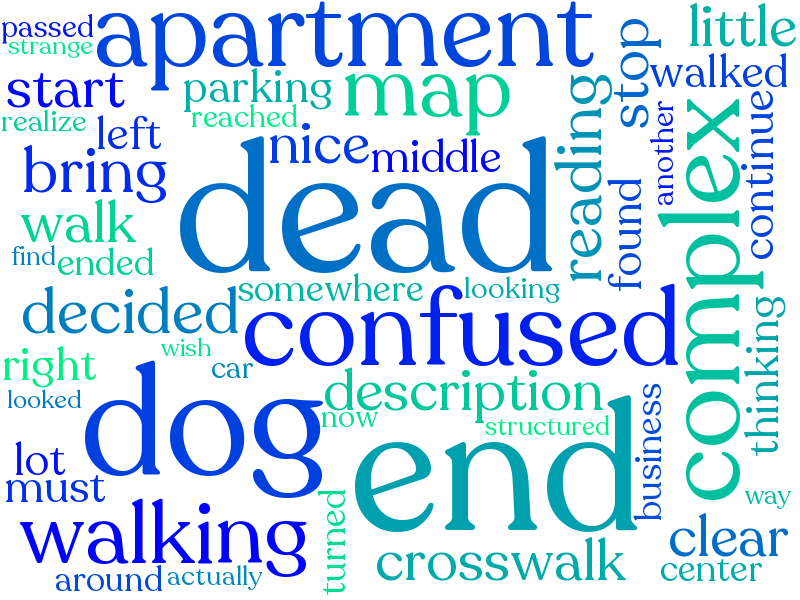 passed
strange
apartment
little
start
parking
map
stop
walked
realize
left
reached
nice
middle
reading
another
continue
bring
dead
complex
walk
found
find
ended
somewhere
looking
decided
confused
thinking
wish
right
car
description
looked
dog
now
structured
end
business
lot
must
way
walking
turned
crosswalk
clear
center
around
actually